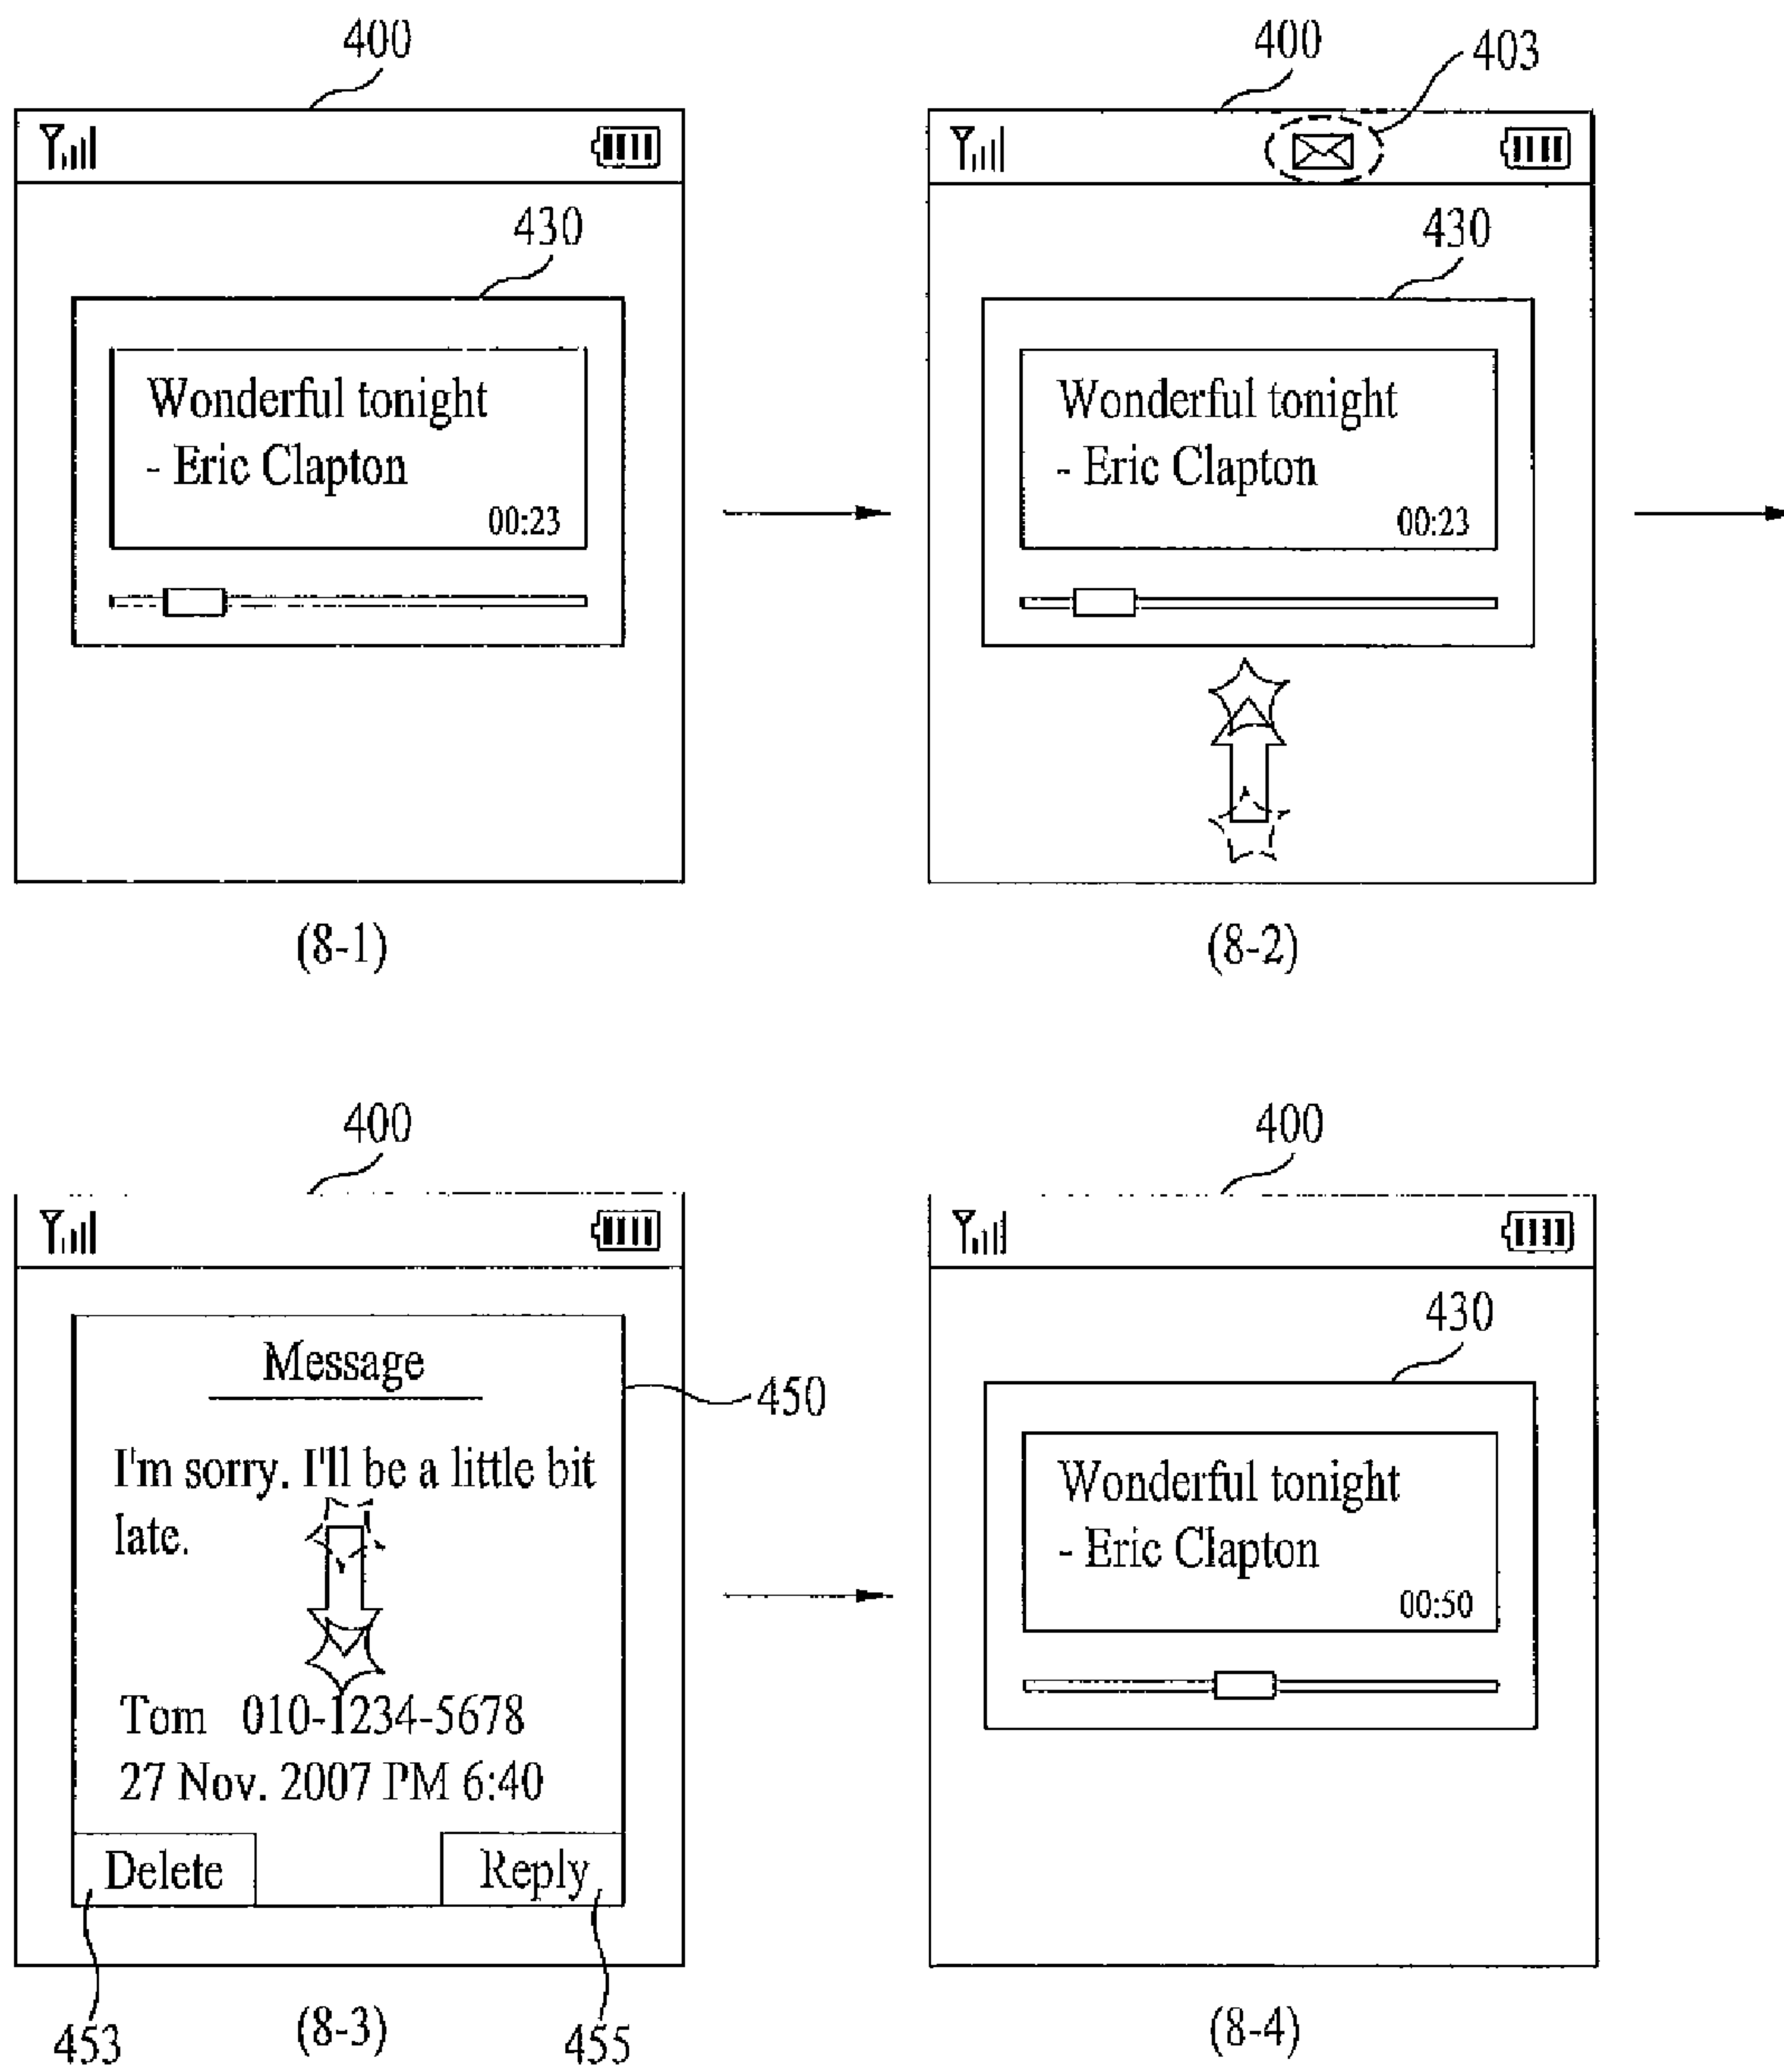 400
430
Wonderful tonight
- Eric Clapton
00:23
(8-1)
400
403
430
Wonderful tonight
- Eric Clapton
00:23
(8-2)
400
Message
450
I'm sorry. I'll be a little bit
late.
Tom 010-1234-5678
27 Nov. 2007 PM 6:40
Delete
Reply
453
455
(8-3)
400
430
Wonderful tonight
- Eric Clapton
00:50
(8-4)